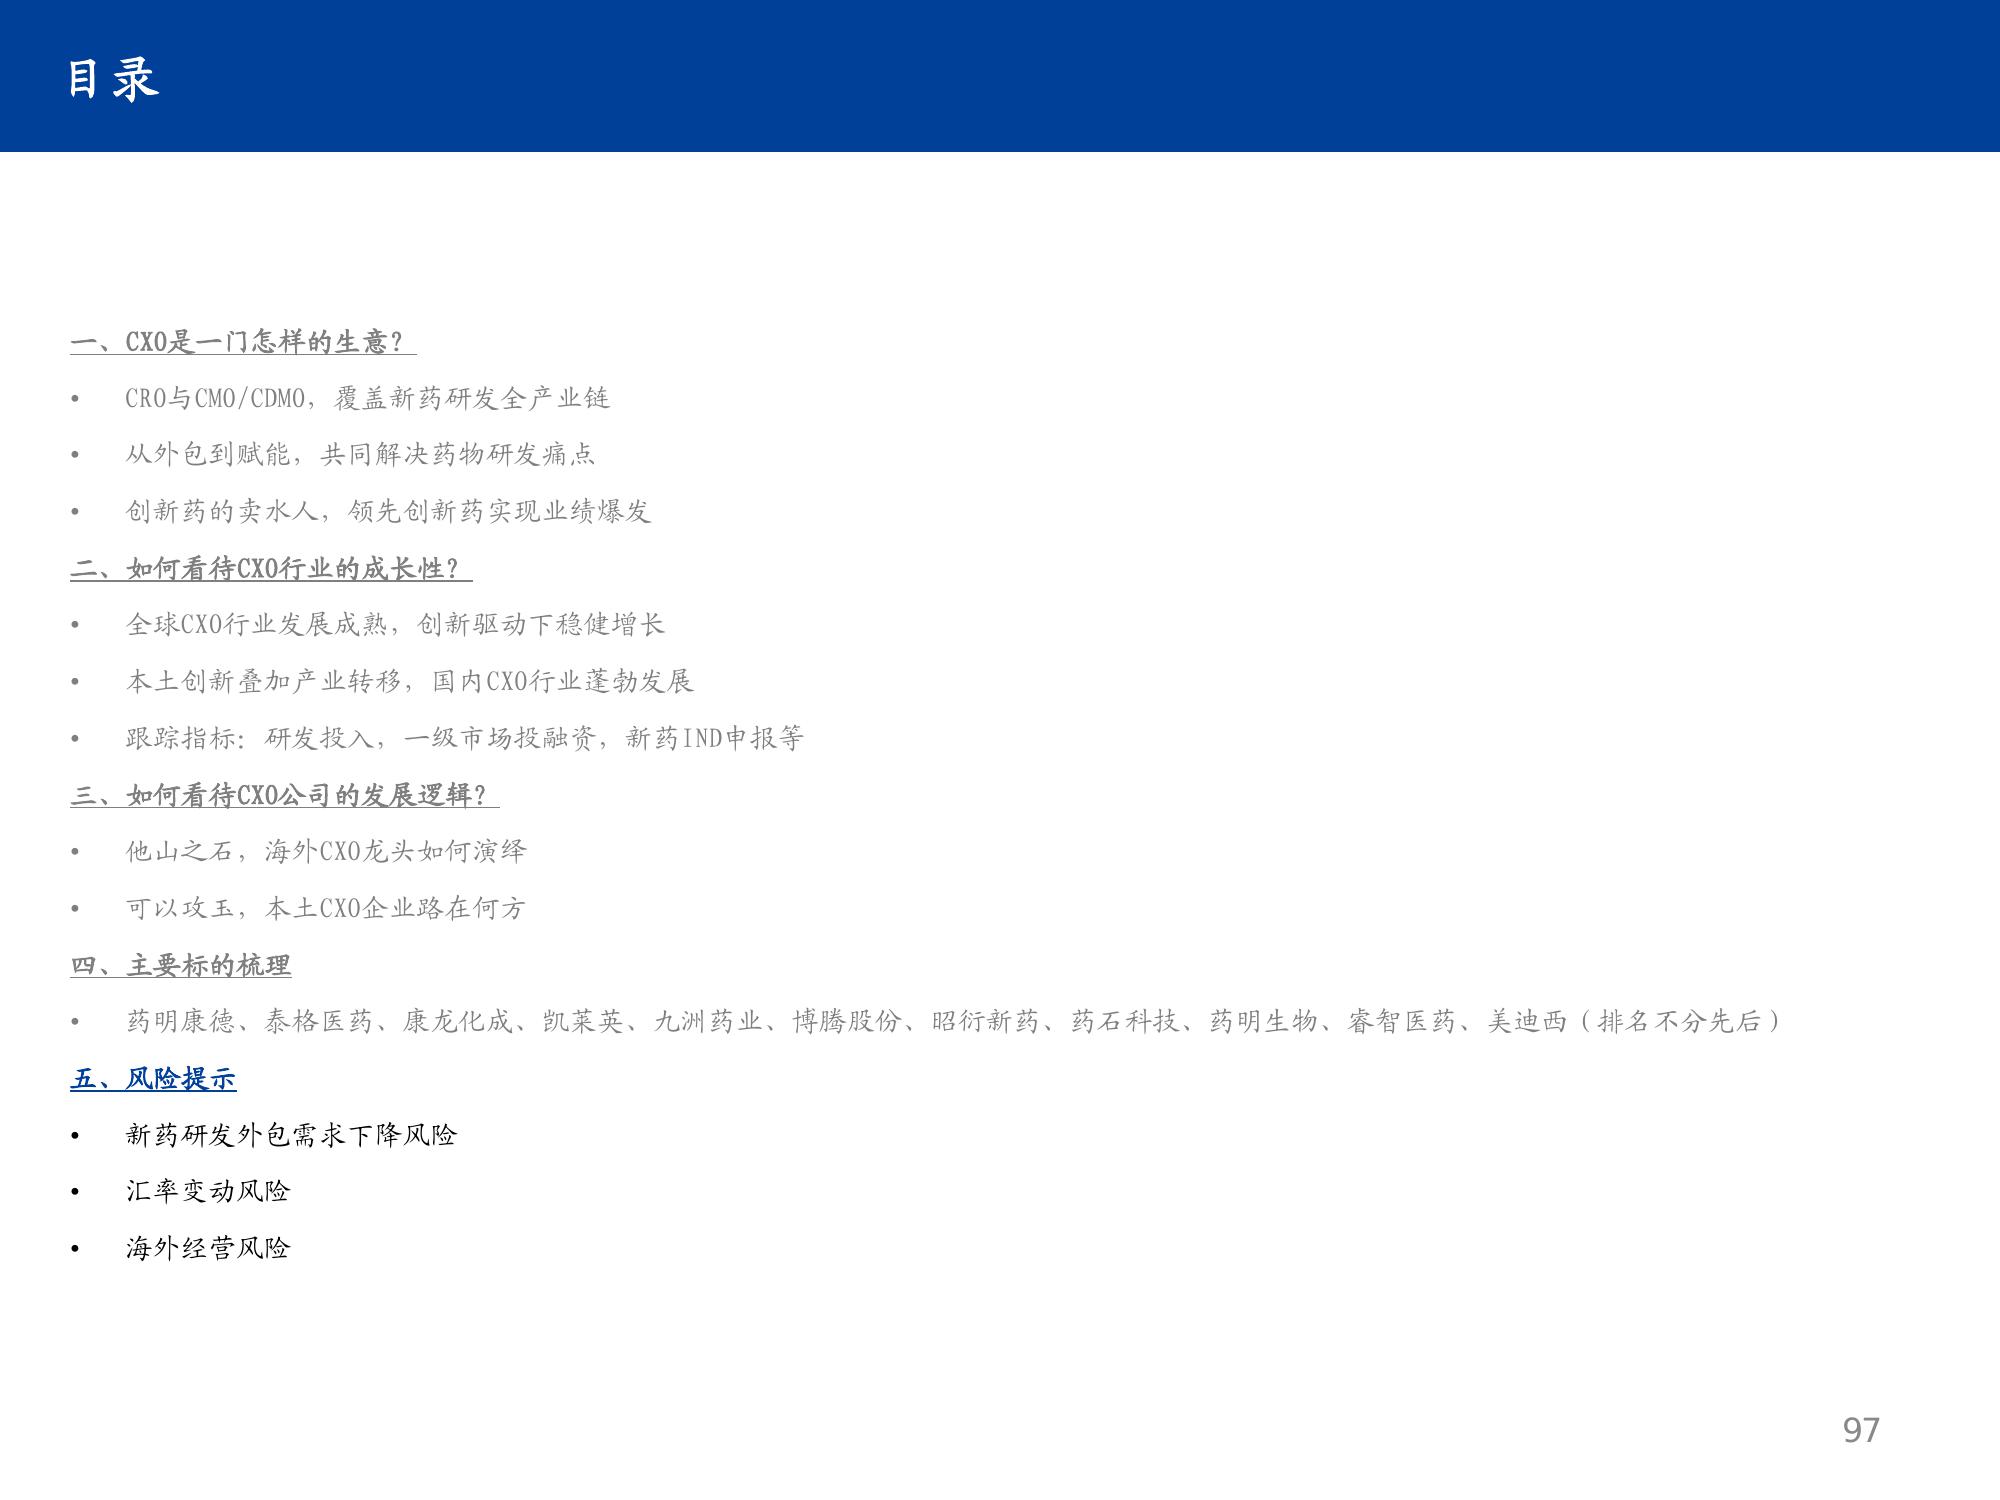 目录
一、CXO是一门怎样的生意？
• CRO与CMO/CDMO，覆盖新药研发全产业链
• 从外包到赋能，共同解决药物研发痛点
• 创新药的卖水人，领先创新药实现业绩爆发
二、如何看待CXO行业的成长性？
• 全球CXO行业发展成熟，创新驱动下稳健增长
• 本土创新叠加产业转移，国内CXO行业蓬勃发展
• 跟踪指标：研发投入，一级市场投融资，新药IND申报等
三、如何看待CXO公司的发展逻辑？
• 他山之石，海外CXO龙头如何演绎
• 可以攻玉，本土CXO企业路在何方
四、主要标的梳理
• 药明康德、泰格医药、康龙化成、凯莱英、九洲药业、博腾股份、昭衍新药、药石科技、药明生物、睿智医药、美迪西（排名不分先后）
五、风险提示
• 新药研发外包需求下降风险
• 汇率变动风险
• 海外经营风险
97